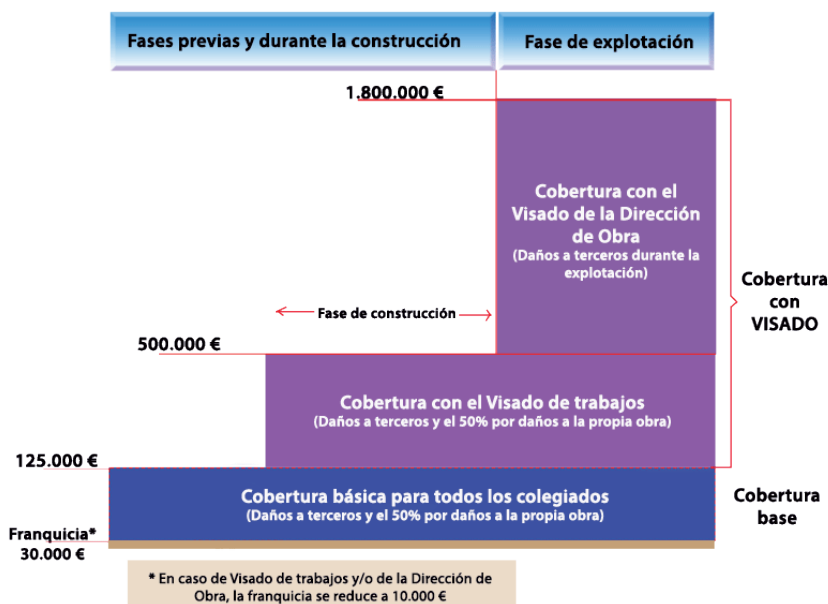 Fases previas y durante la construcción
Fase de explotación
1.800.000 €
Cobertura con el
Visado de la Dirección
de Obra
(Daños a terceros durante la
explotación)
Cobertura
con
VISADO
Fase de construcción
500.000 €
Cobertura con el Visado de trabajos
(Daños a terceros y el 50% por daños a la propia obra)
125.000 €
Cobertura básica para todos los colegiados
(Daños a terceros y el 50% por daños a la propia obra)
Cobertura
base
Franquicia*
30.000 €
* En caso de Visado de trabajos y/o de la Dirección de
Obra, la franquicia se reduce a 10.000 €